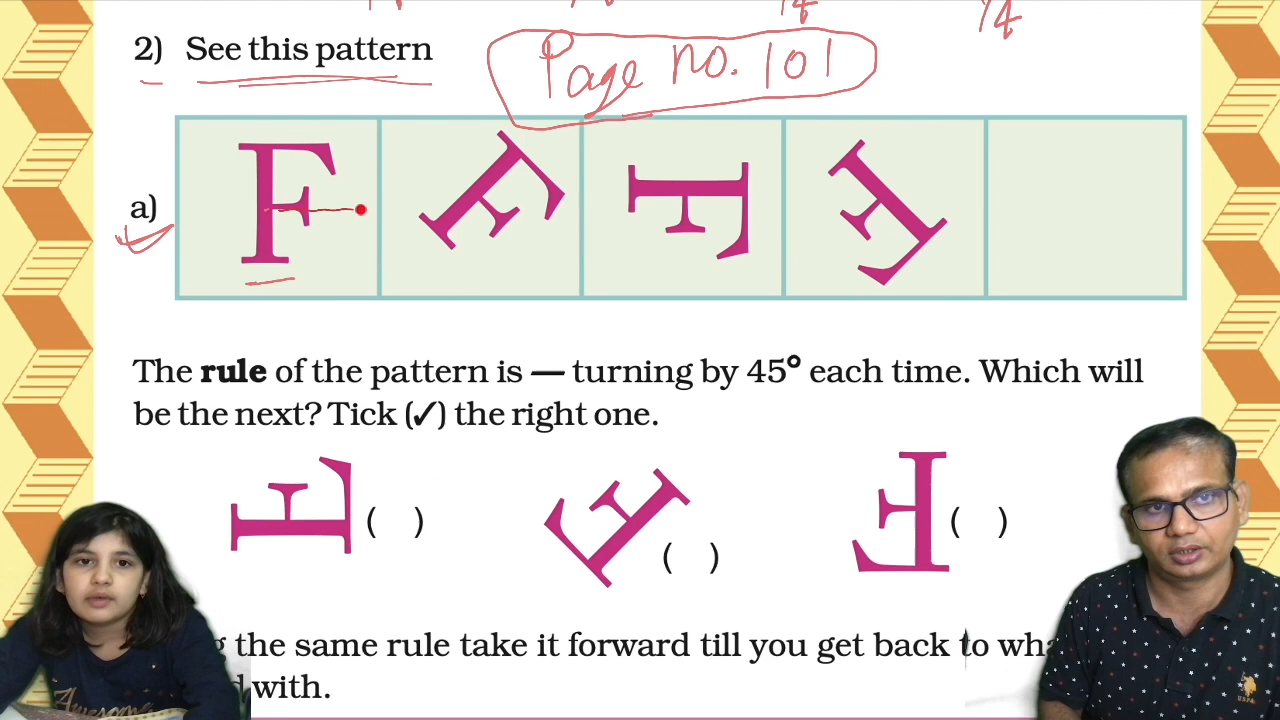 2) See this pattern
Page no. 101
a)
F F F F
The rule of the pattern is — turning by 45° each time. Which will
be the next? Tick (✓) the right one.
F ( ) F ( ) F ( )
the same rule take it forward till you get back to
with.
Awesome